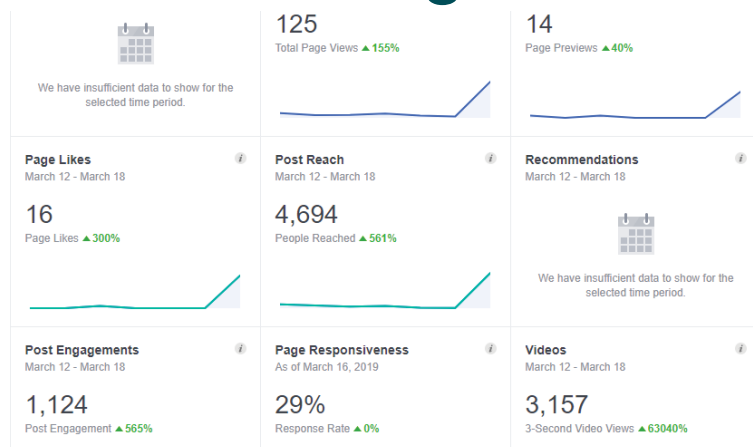 We have insufficient data to show for the
selected time period.
125
Total Page Views ▲155%
14
Page Previews ▲40%
Page Likes
March 12 - March 18
16
Page Likes ▲300%
Post Reach
March 12 - March 18
4,694
People Reached ▲561%
Recommendations
March 12 - March 18
We have insufficient data to show for the
selected time period.
Post Engagements
March 12 - March 18
1,124
Post Engagement ▲565%
Page Responsiveness
As of March 16, 2019
29%
Response Rate ▲0%
Videos
March 12 - March 18
3,157
3-Second Video Views ▲63040%